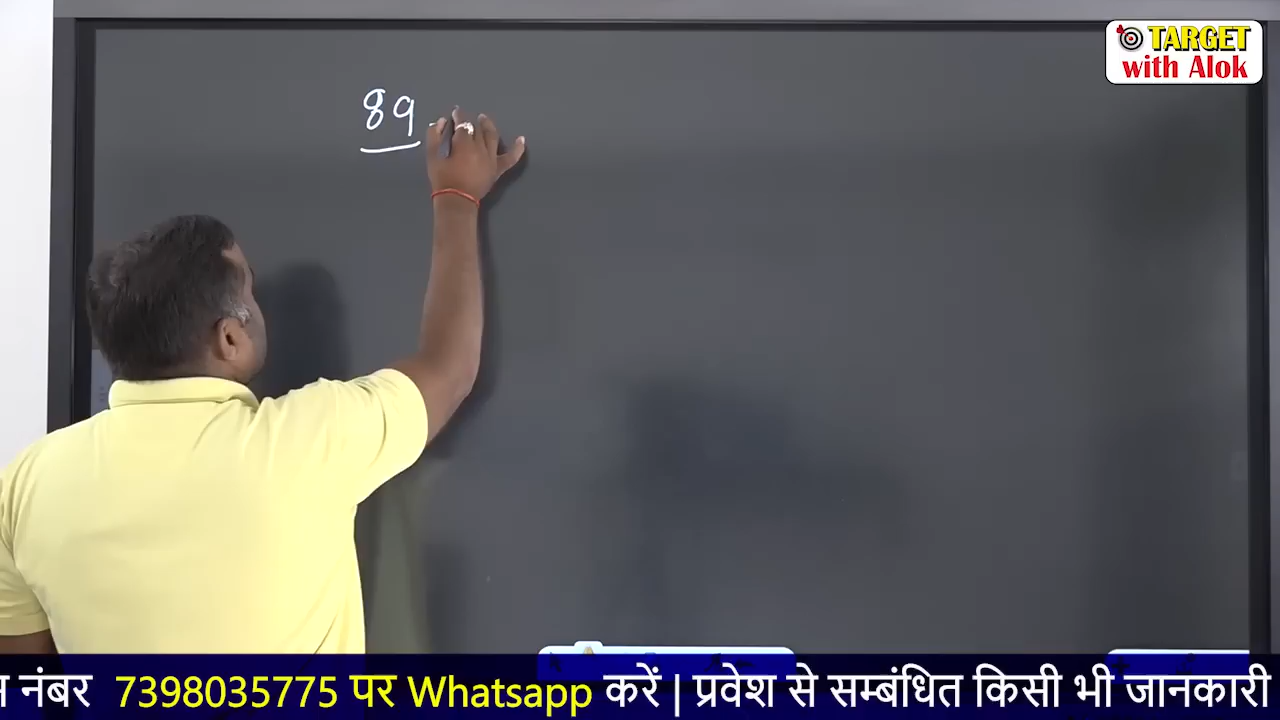 TARGET
with Alok
89
नंबर 7398035775 पर Whatsapp करें | प्रवेश से सम्बंधित किसी भी जानकारी